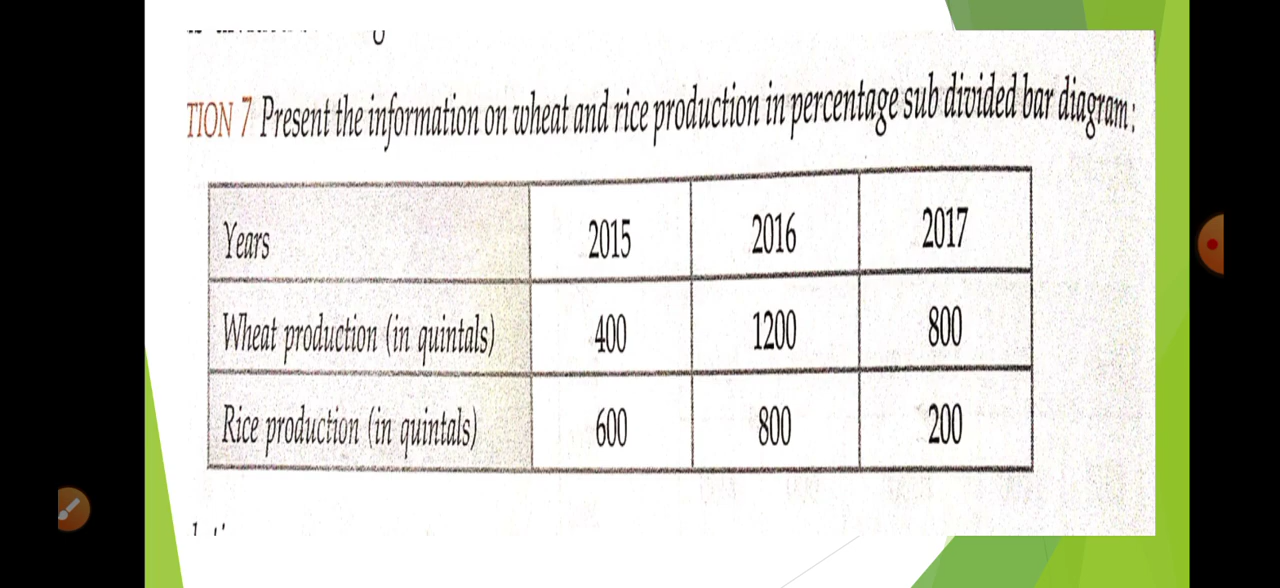 TION 7 Present the information on wheat and rice production in percentage sub divided bar diagram:
Years 2015 2016 2017
Wheat production (in quintals) 400 1200 800
Rice production (in quintals) 600 800 200